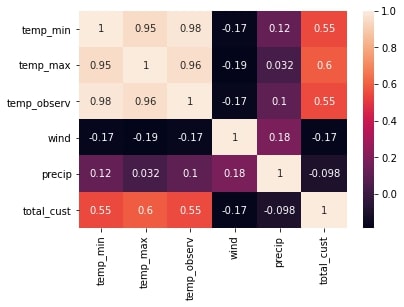 temp_min 1 0.95 0.98 -0.17 0.12 0.55
temp_max 0.95 1 0.96 -0.19 0.032 0.6
temp_observ 0.98 0.96 1 -0.17 0.1 0.55
wind -0.17 -0.19 -0.17 1 0.18 -0.17
precip 0.12 0.032 0.1 0.18 1 -0.098
total_cust 0.55 0.6 0.55 -0.17 -0.098 1
temp_min
temp_max
temp_observ
wind
precip
total_cust
1.0
0.8
0.6
0.4
0.2
0.0